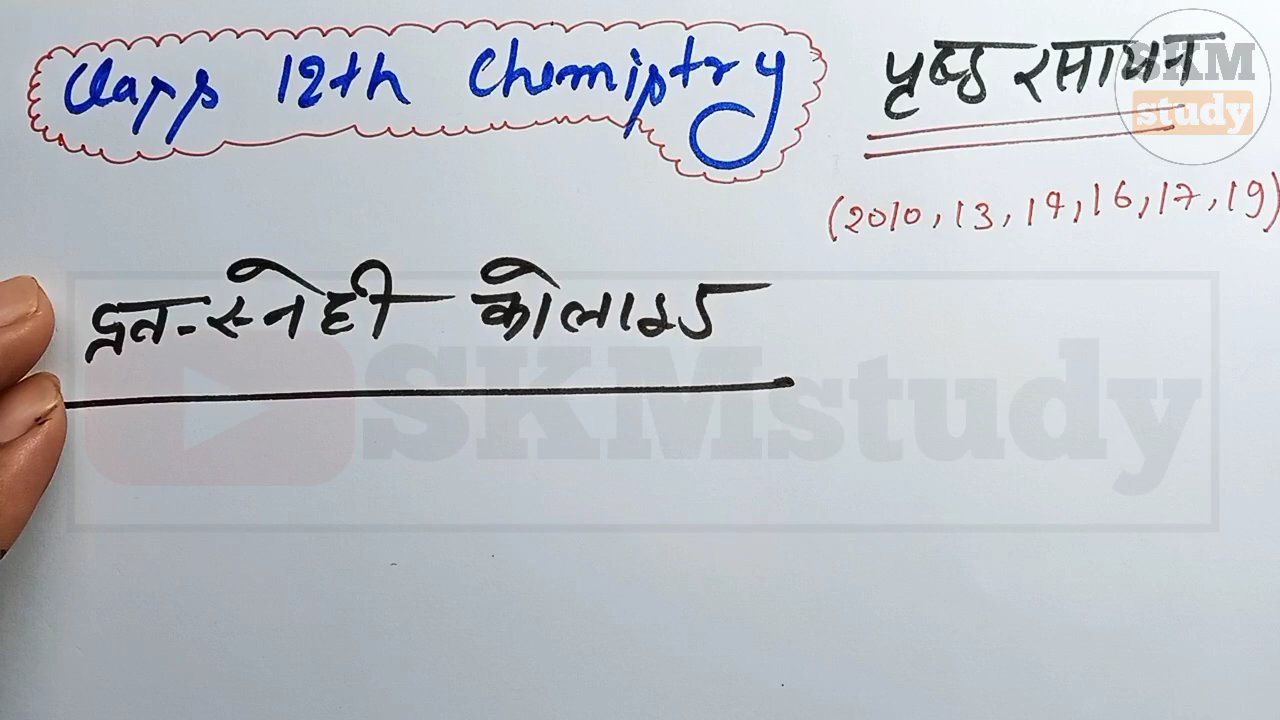 Class 12th Chemistry
पृष्ठ रसायन
SKM
study
(2010, 13, 14, 16, 17, 19)
द्रव-स्नेही कोलाइड
SKMstudy